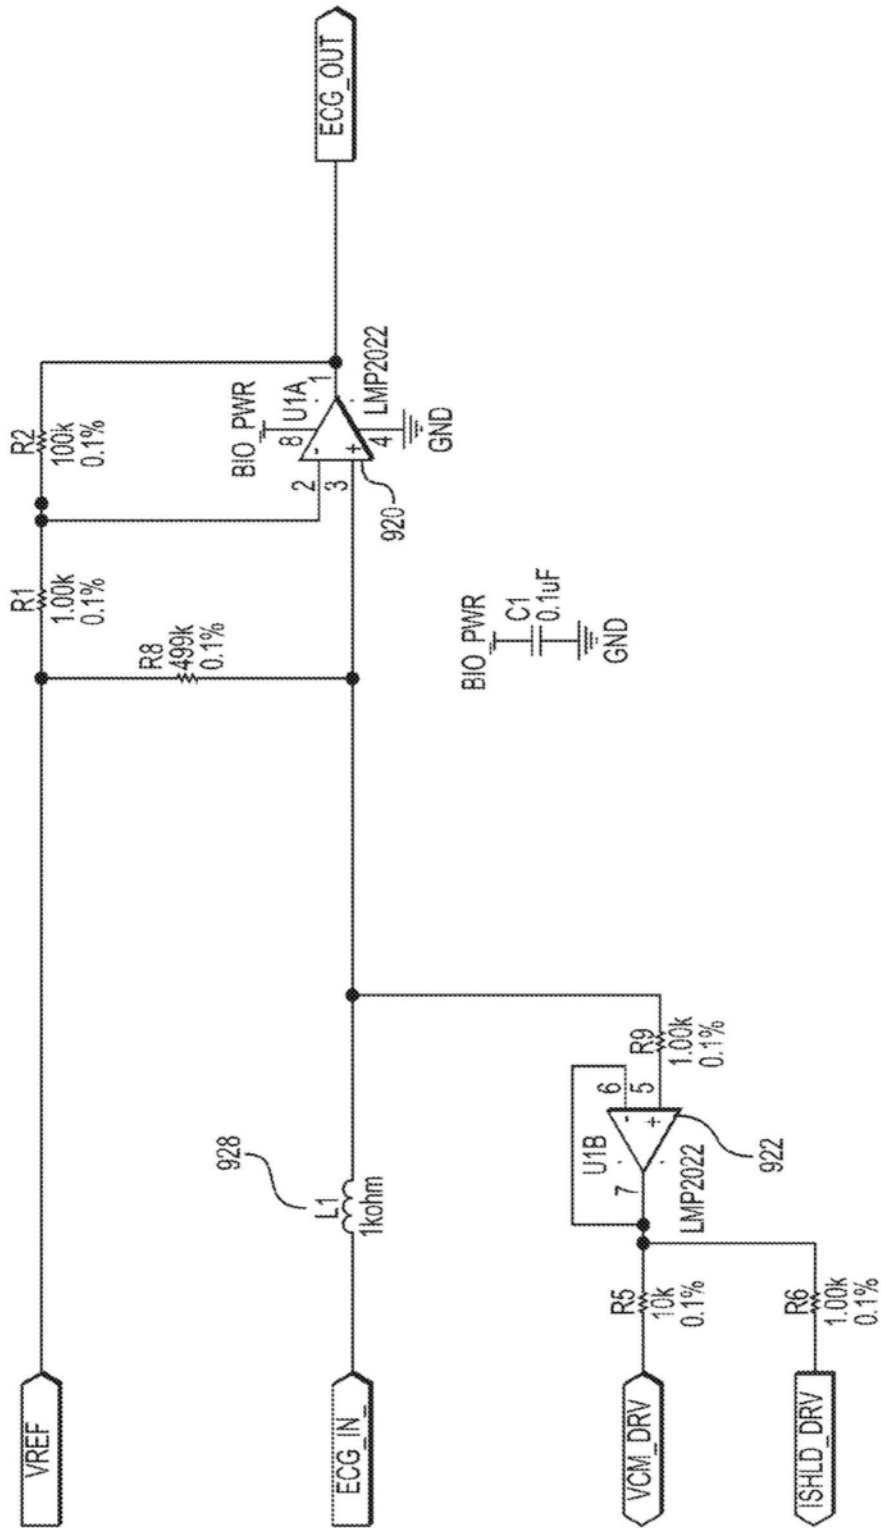 VREF
R1
1.00k
0.1%
R2
100k
0.1%
R8
499k
0.1%
ECG_IN_
928
L1
1kohm
2
3
BIO_PWR
8
U1A
1
LMP2022
4
GND
920
ECG_OUT
BIO_PWR
C1
0.1uF
GND
VCM_DRV
R5
10k
0.1%
7
U1B
6
5
LMP2022
922
R9
1.00k
0.1%
ISHLD_DRV
R6
1.00k
0.1%